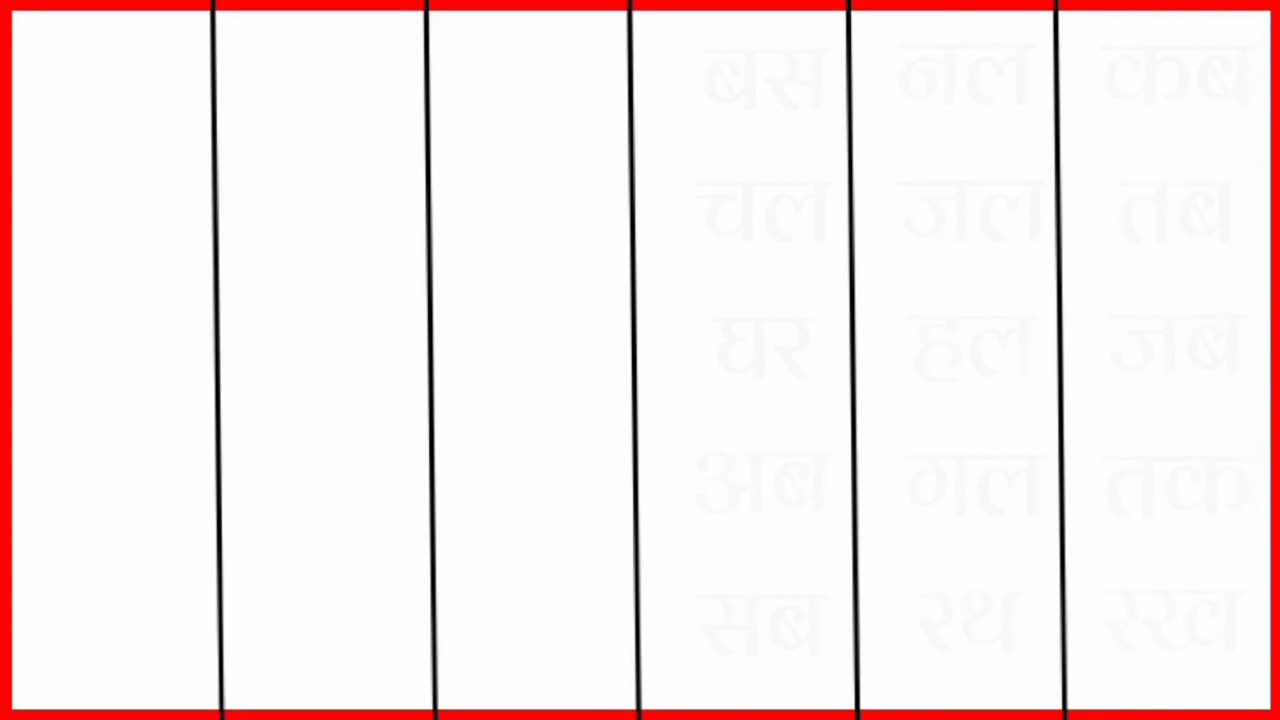 बस नल कब
चल जल तब
घर हल जब
अब गल तक
सब रथ रख